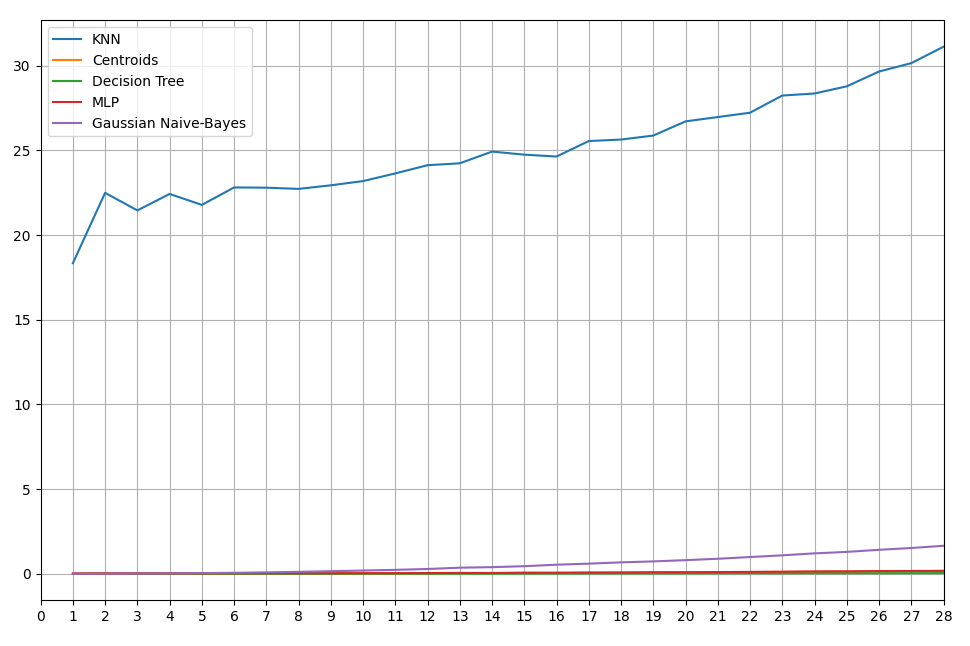 KNN
Centroids
Decision Tree
MLP
Gaussian Naive-Bayes
30
25
20
15
10
5
0
0 1 2 3 4 5 6 7 8 9 10 11 12 13 14 15 16 17 18 19 20 21 22 23 24 25 26 27 28